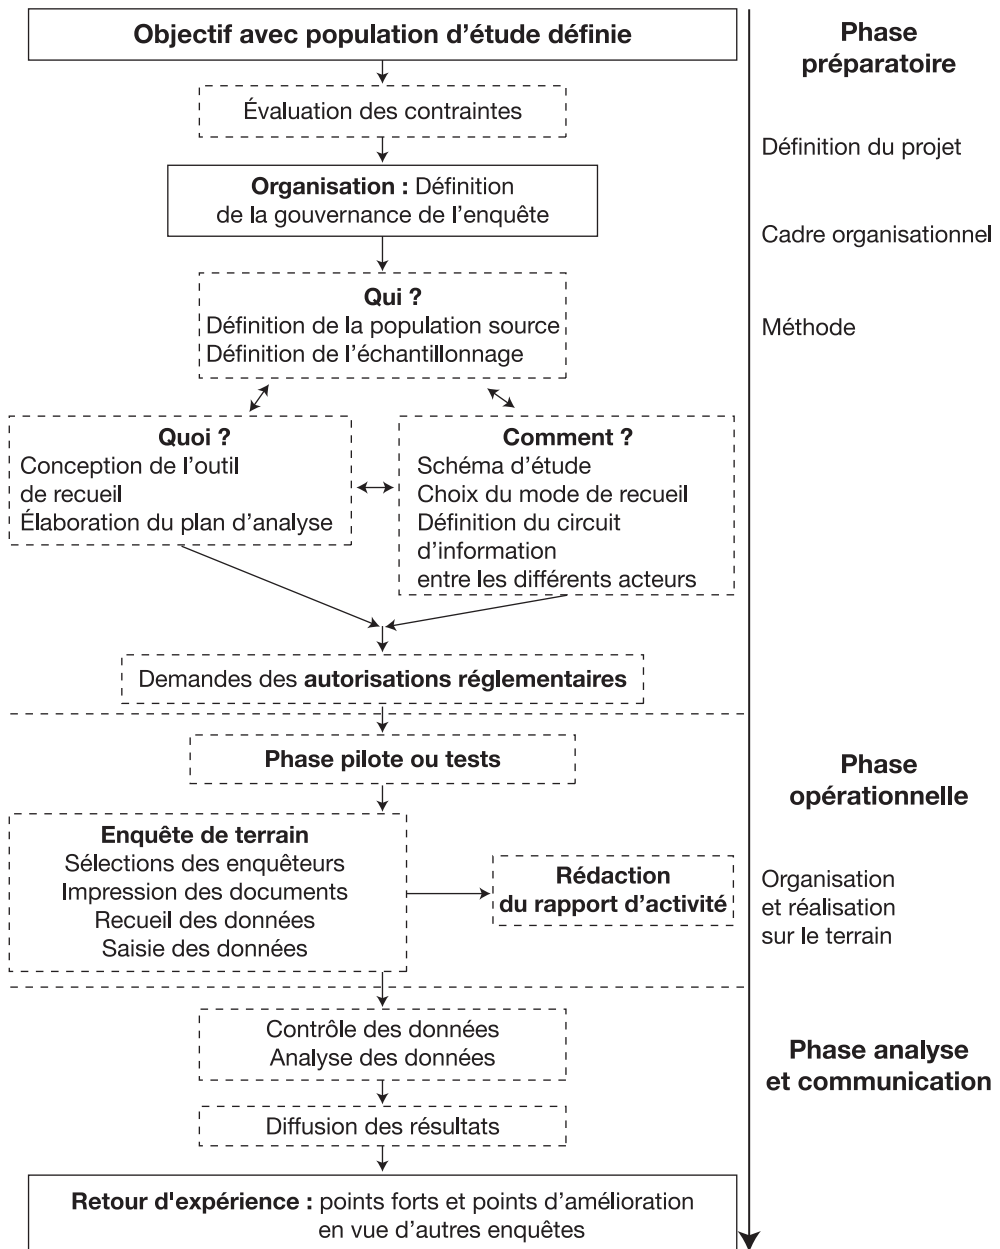 Objectif avec population d'étude définie
Phase
préparatoire
Évaluation des contraintes
Définition du projet
Organisation : Définition
de la gouvernance de l'enquête
Cadre organisationnel
Qui ?
Définition de la population source
Définition de l'échantillonnage
Méthode
Quoi ?
Conception de l'outil
de recueil
Élaboration du plan d'analyse
Comment ?
Schéma d'étude
Choix du mode de recueil
Définition du circuit
d'information
entre les différents acteurs
Demandes des autorisations réglementaires
Phase pilote ou tests
Phase
opérationnelle
Enquête de terrain
Sélections des enquêteurs
Impression des documents
Recueil des données
Saisie des données
Rédaction
du rapport d'activité
Organisation
et réalisation
sur le terrain
Contrôle des données
Analyse des données
Phase analyse
et communication
Diffusion des résultats
Retour d'expérience : points forts et points d'amélioration
en vue d'autres enquêtes